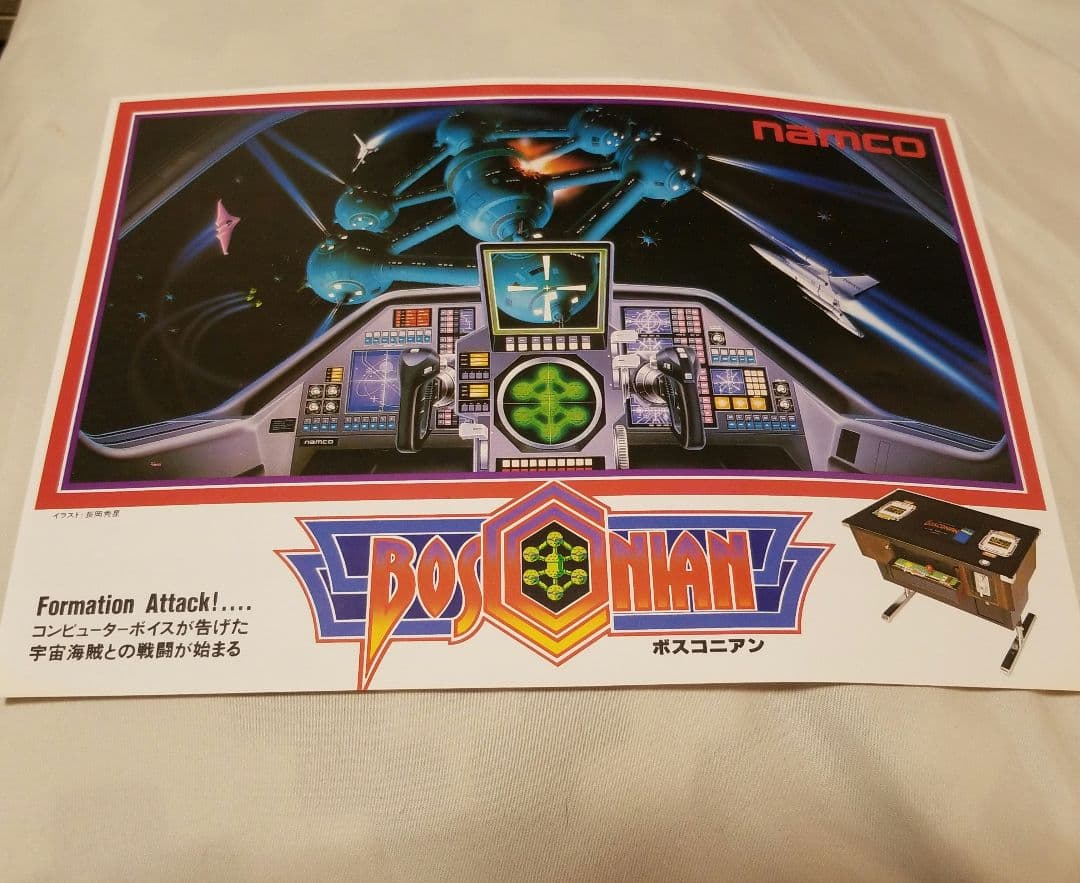 namco
namco
namco
イラスト：長岡秀星
BOSCONIAN
ボスコニアン
Formation Attack!....
コンピューターボイスが告げた
宇宙海賊との戦闘が始まる
BOSCONIAN